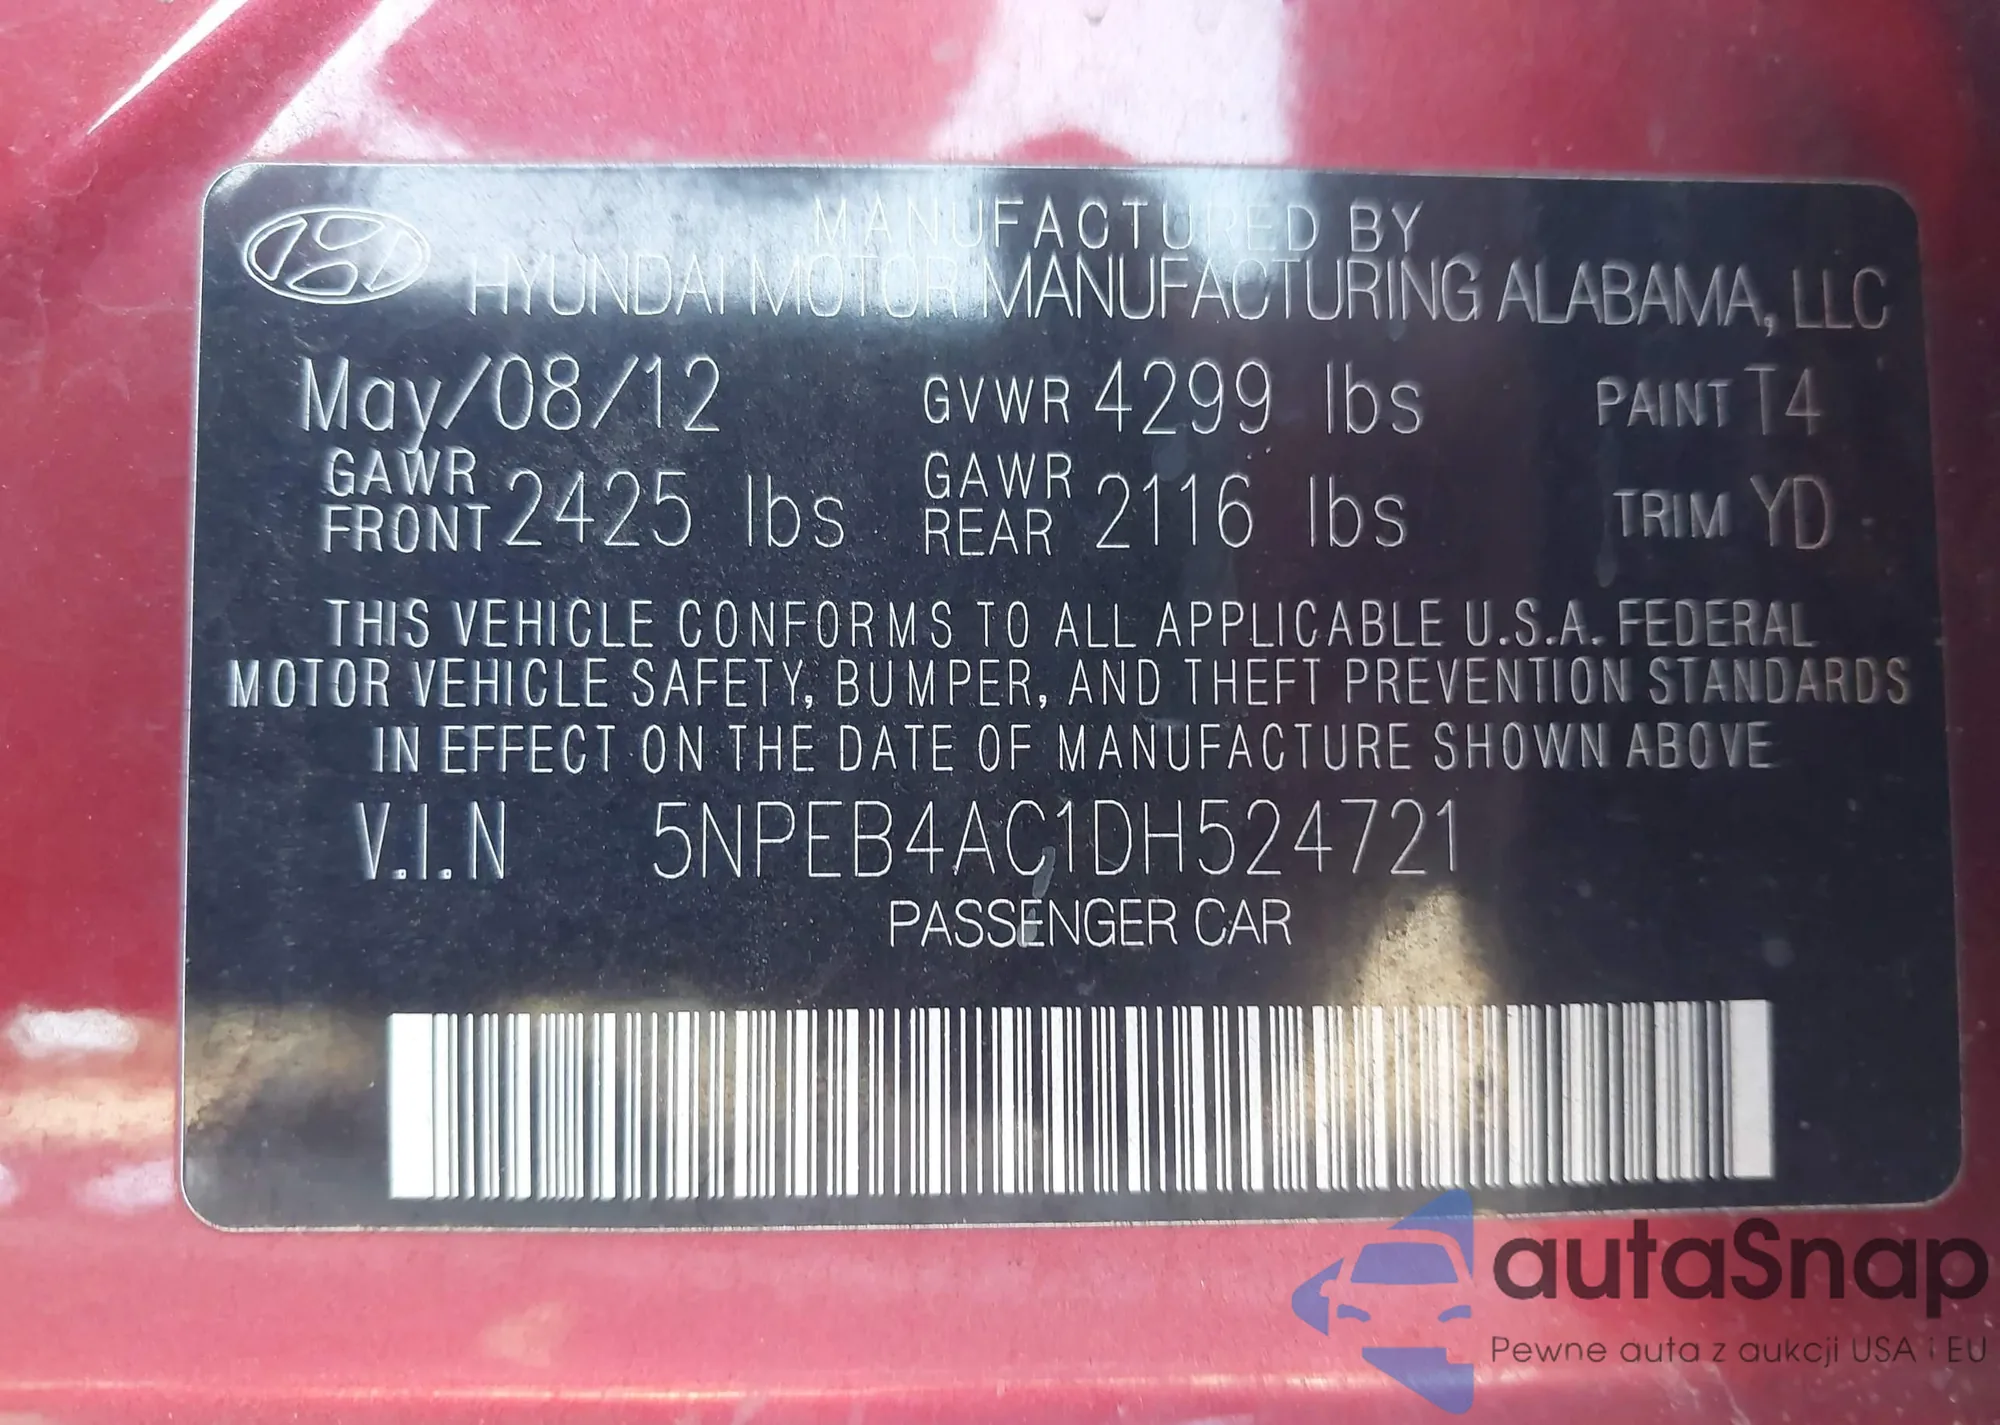 MANUFACTURED BY
HYUNDAI MOTOR MANUFACTURING ALABAMA, LLC
May/08/12 GVWR 4299 lbs PAINT T4
GAWR FRONT 2425 lbs GAWR REAR 2116 lbs TRIM YD
THIS VEHICLE CONFORMS TO ALL APPLICABLE U.S.A. FEDERAL
MOTOR VEHICLE SAFETY, BUMPER, AND THEFT PREVENTION STANDARDS
IN EFFECT ON THE DATE OF MANUFACTURE SHOWN ABOVE
V.I.N 5NPEB4AC1DH524721
PASSENGER CAR
autaSnap
Pewne auta z aukcji USA i EU